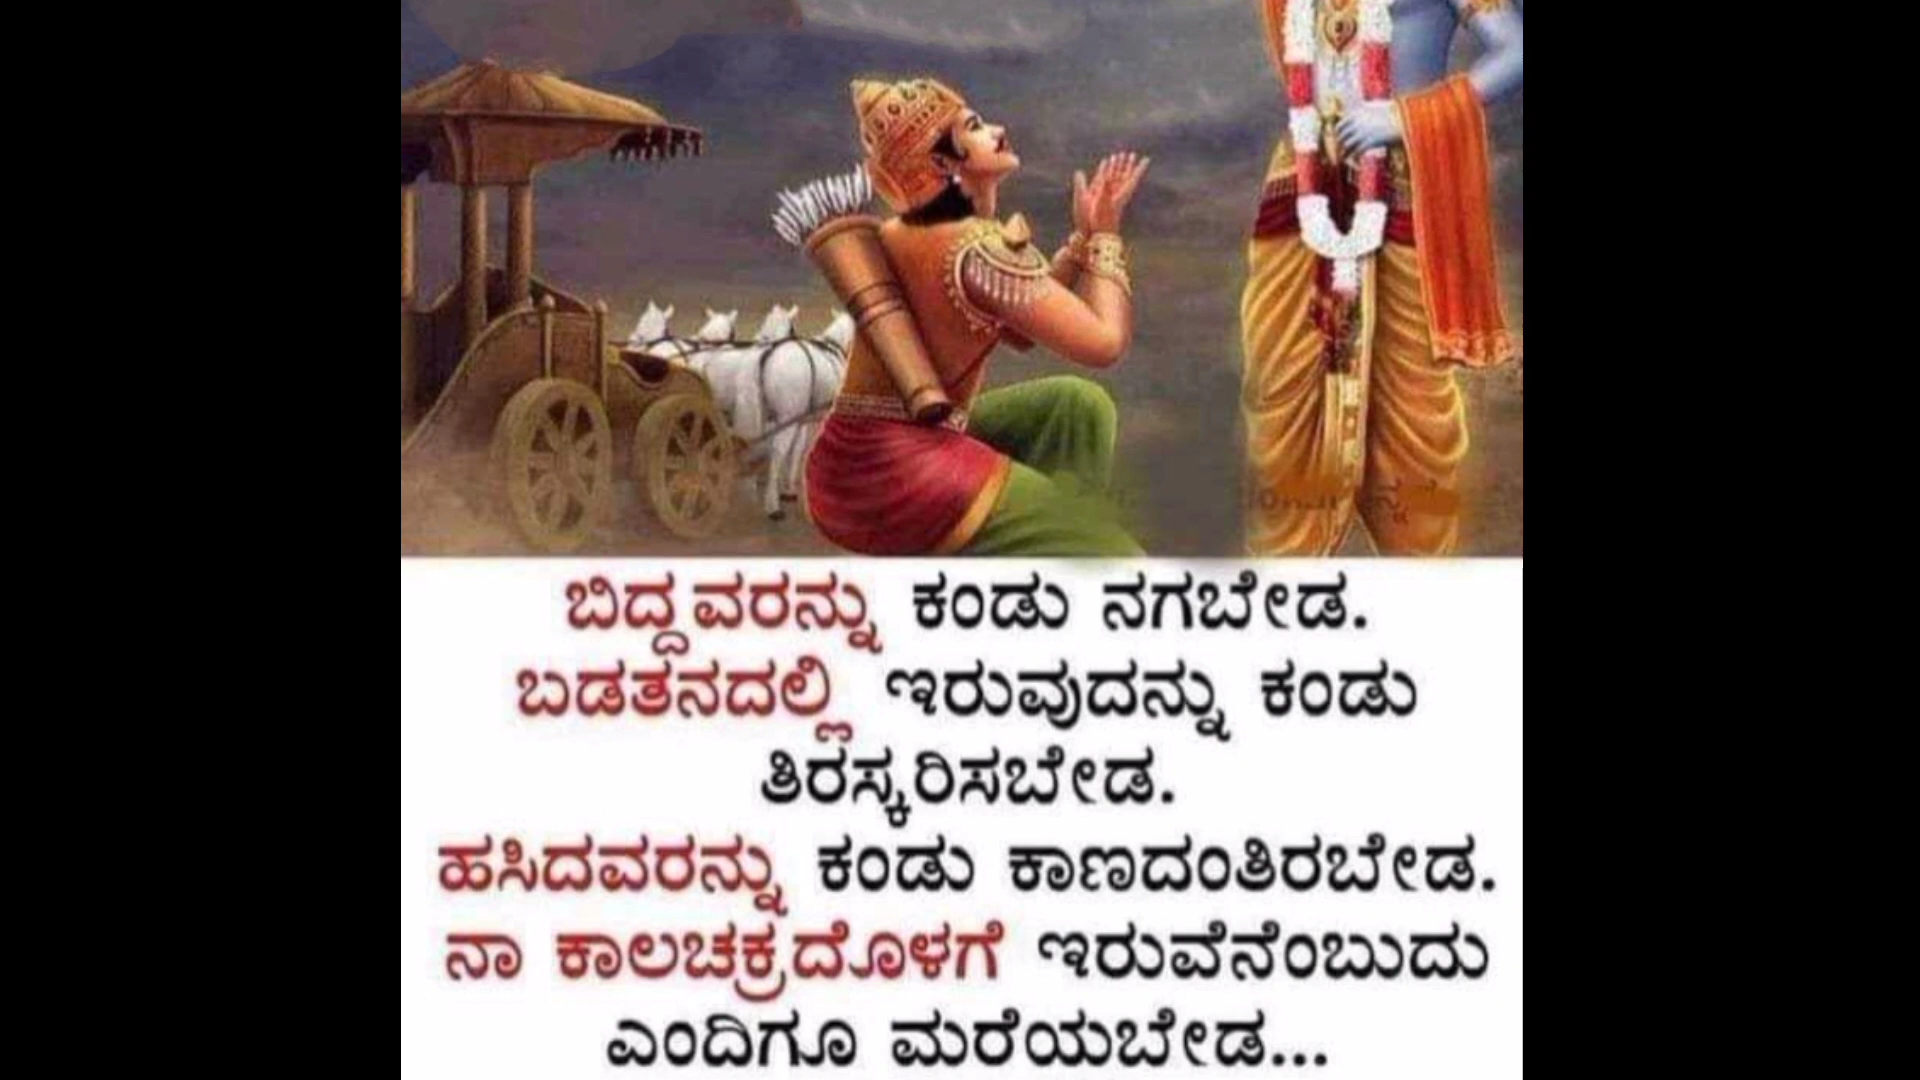 ಬಿದ್ದವರನ್ನು ಕಂಡು ನಗಬೇಡ.
ಬಡತನದಲ್ಲಿ ಇರುವುದನ್ನು ಕಂಡು
ತಿರಸ್ಕರಿಸಬೇಡ.
ಹಸಿದವರನ್ನು ಕಂಡು ಕಾಣದಂತಿರಬೇಡ.
ನಾ ಕಾಲಚಕ್ರದೊಳಗೆ ಇರುವೆನೆಂಬುದು
ಎಂದಿಗೂ ಮರೆಯಬೇಡ...